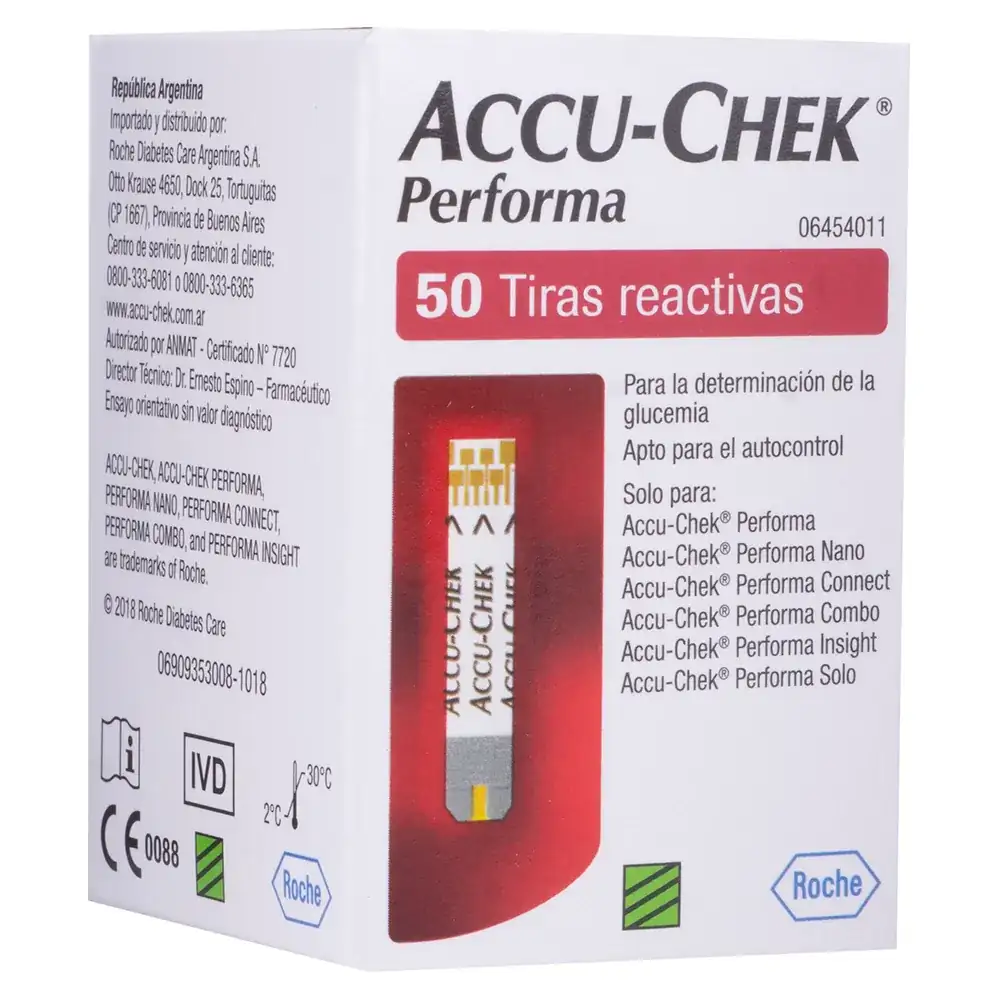 República Argentina
Importado y distribuido por:
Roche Diabetes Care Argentina S.A.
Otto Krause 4650, Dock 25, Tortuguitas
(CP 1667), Provincia de Buenos Aires
Centro de servicio y atención al cliente:
0800-333-6081 o 0800-333-6365
www.accu-chek.com.ar
Autorizado por ANMAT - Certificado N° 7720
Director Técnico: Dr. Ernesto Espino – Farmacéutico
Ensayo orientativo sin valor diagnóstico
ACCU-CHEK, ACCU-CHEK PERFORMA,
PERFORMA NANO, PERFORMA CONNECT,
PERFORMA COMBO, and PERFORMA INSIGHT
are trademarks of Roche.
© 2018 Roche Diabetes Care
06909353008-1018
IVD
2°C
30°C
CE 0088
Roche
ACCU-CHEK®
Performa
06454011
50 Tiras reactivas
Para la determinación de la
glucemia
Apto para el autocontrol
Solo para:
Accu-Chek® Performa
Accu-Chek® Performa Nano
Accu-Chek® Performa Connect
Accu-Chek® Performa Combo
Accu-Chek® Performa Insight
Accu-Chek® Performa Solo
ACCU-CHEK
ACCU-CHEK
ACCU-CHEK
Roche